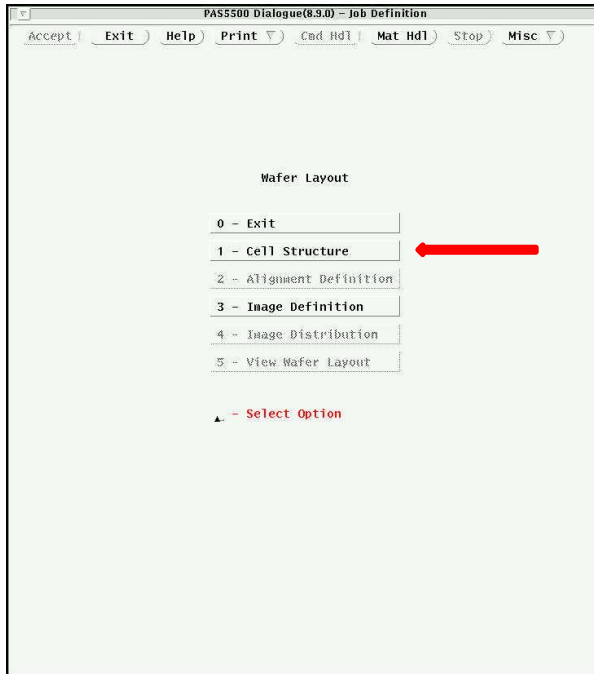 PAS5500 Dialogue(8.9.0) – Job Definition
Accept Exit Help Print Cmd Hdl Mat Hdl Stop Misc
Wafer Layout
0 – Exit
1 – Cell Structure
2 – Alignment Definition
3 – Image Definition
4 – Image Distribution
5 – View Wafer Layout
– Select Option